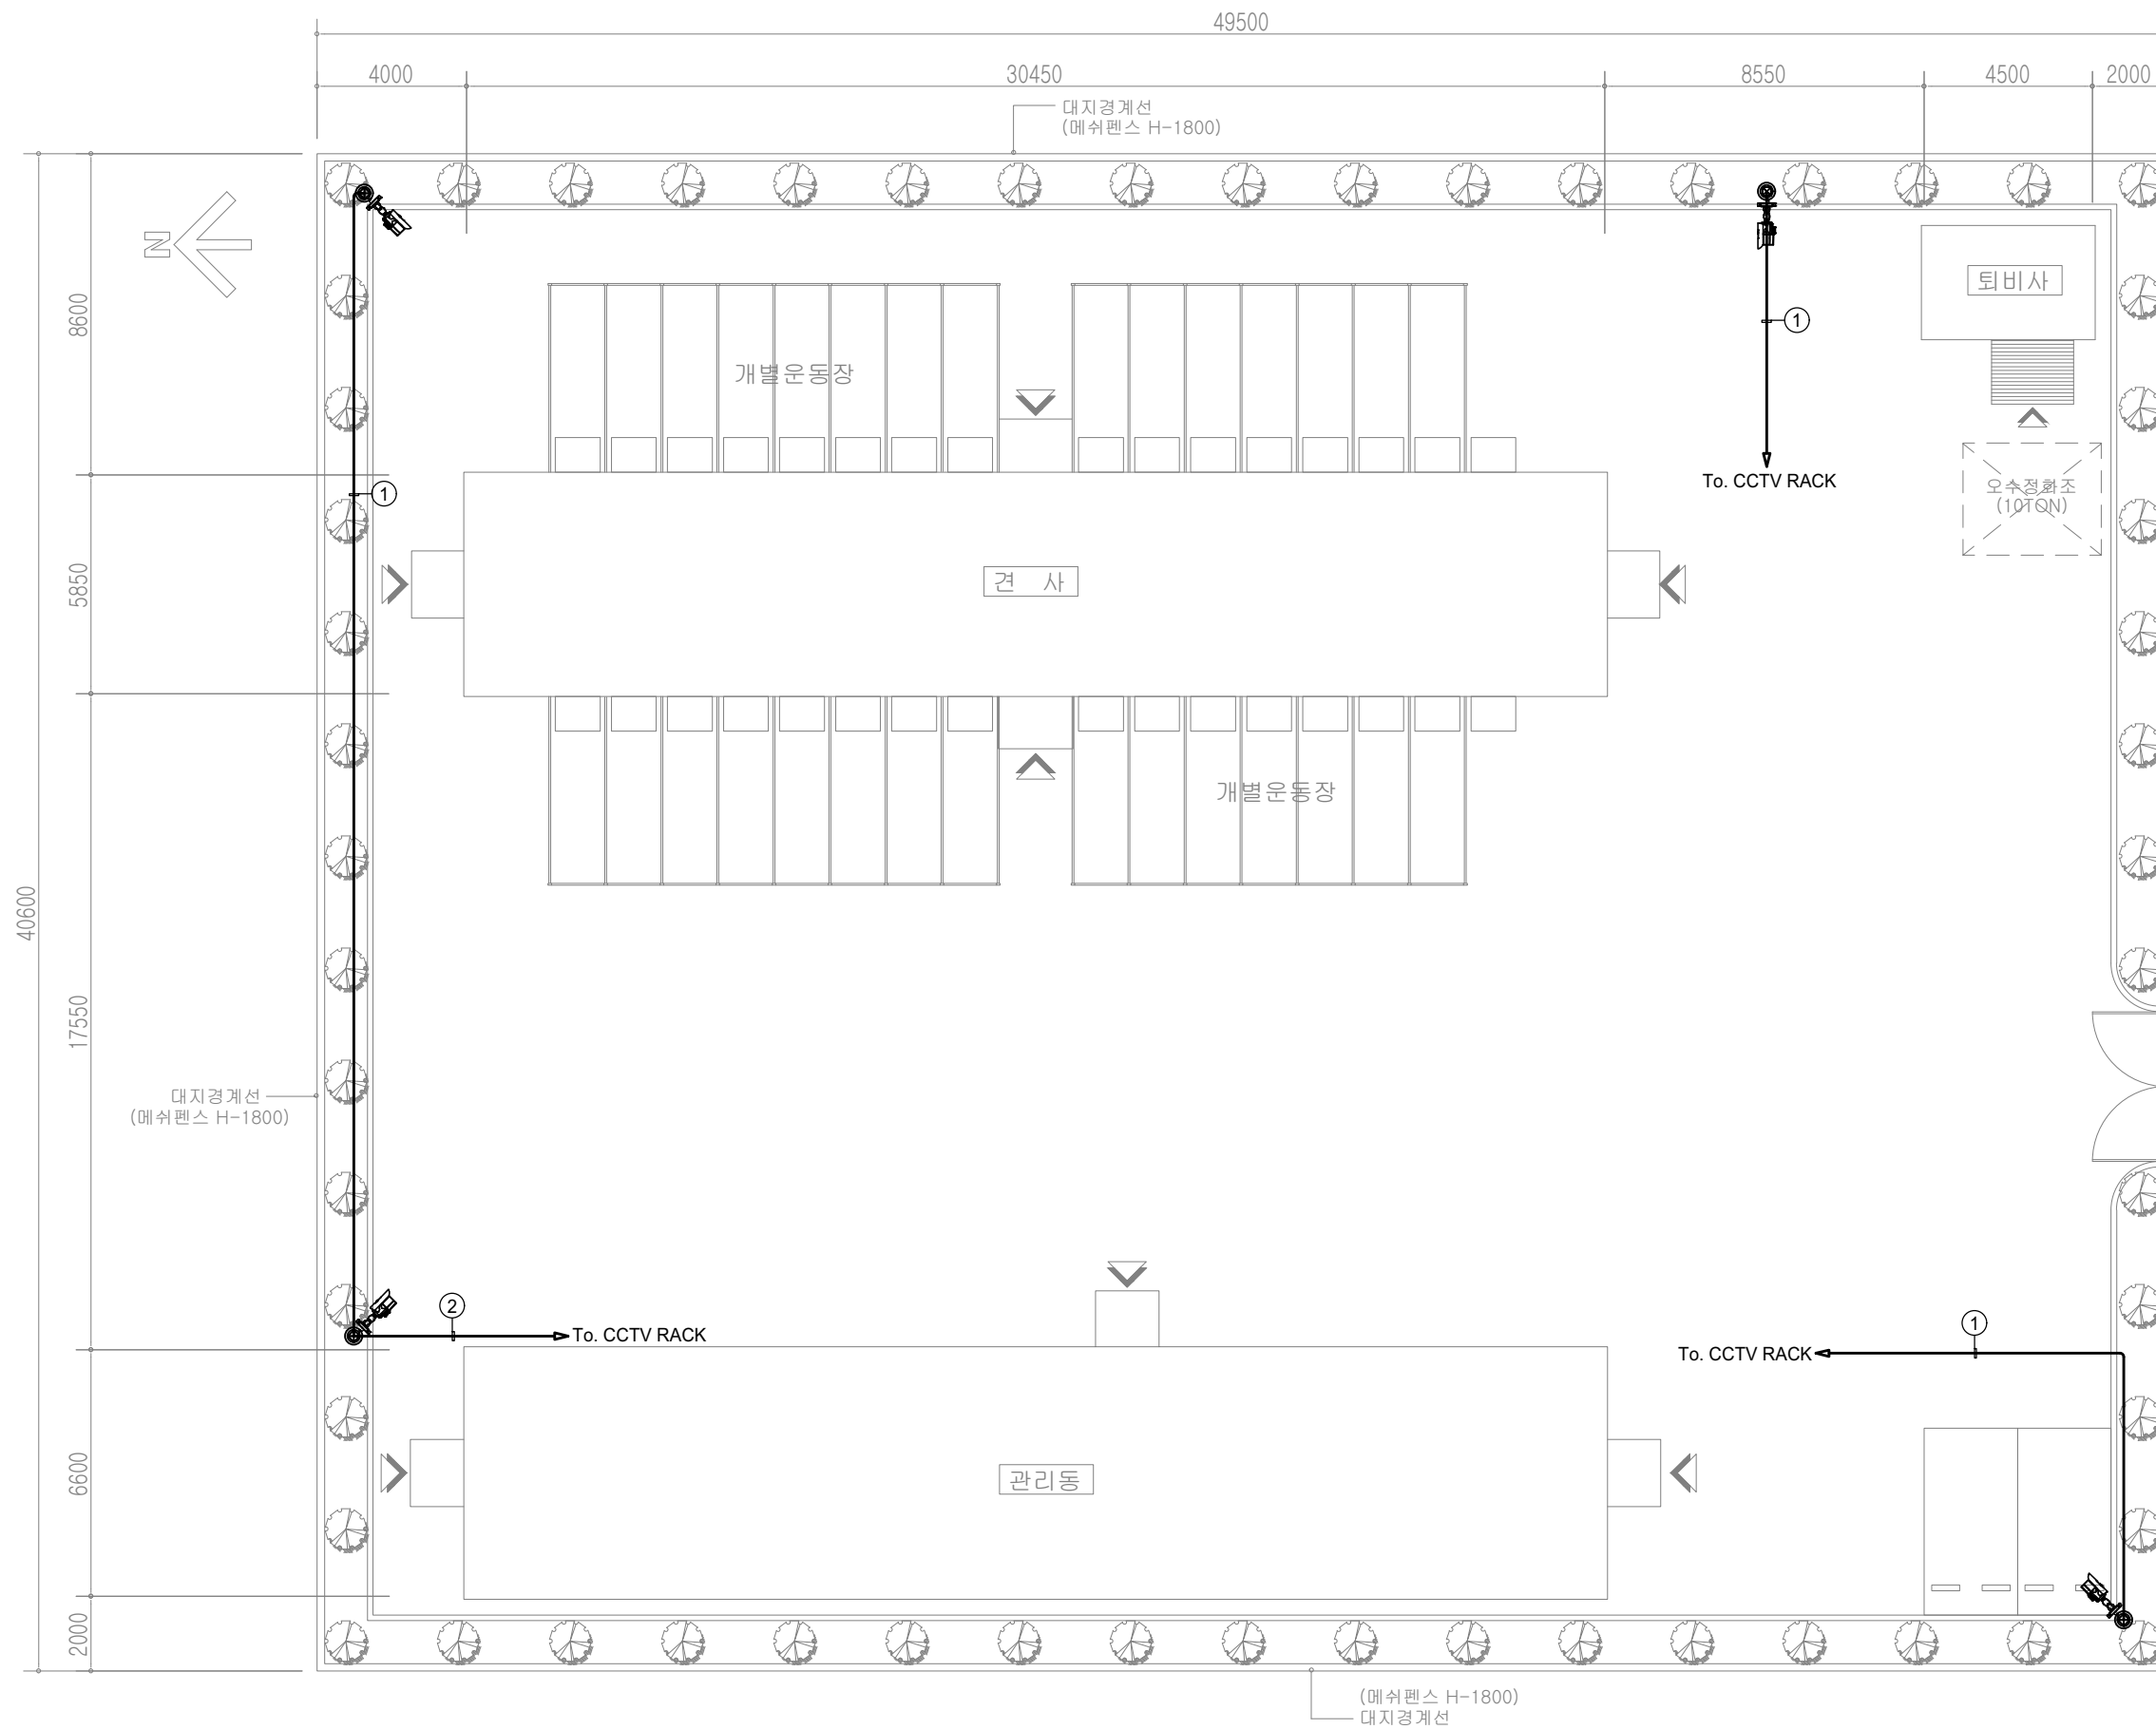 49500
4000
30450
8550
4500
2000
대지경계선
(메쉬펜스 H-1800)
N
퇴비사
8600
1
개별운동장
To. CCTV RACK
1
오수정화조
(10TON)
5850
견 사
개별운동장
40600
17550
대지경계선
(메쉬펜스 H-1800)
2
To. CCTV RACK
1
To. CCTV RACK
6600
관리동
2000
(메쉬펜스 H-1800)
대지경계선